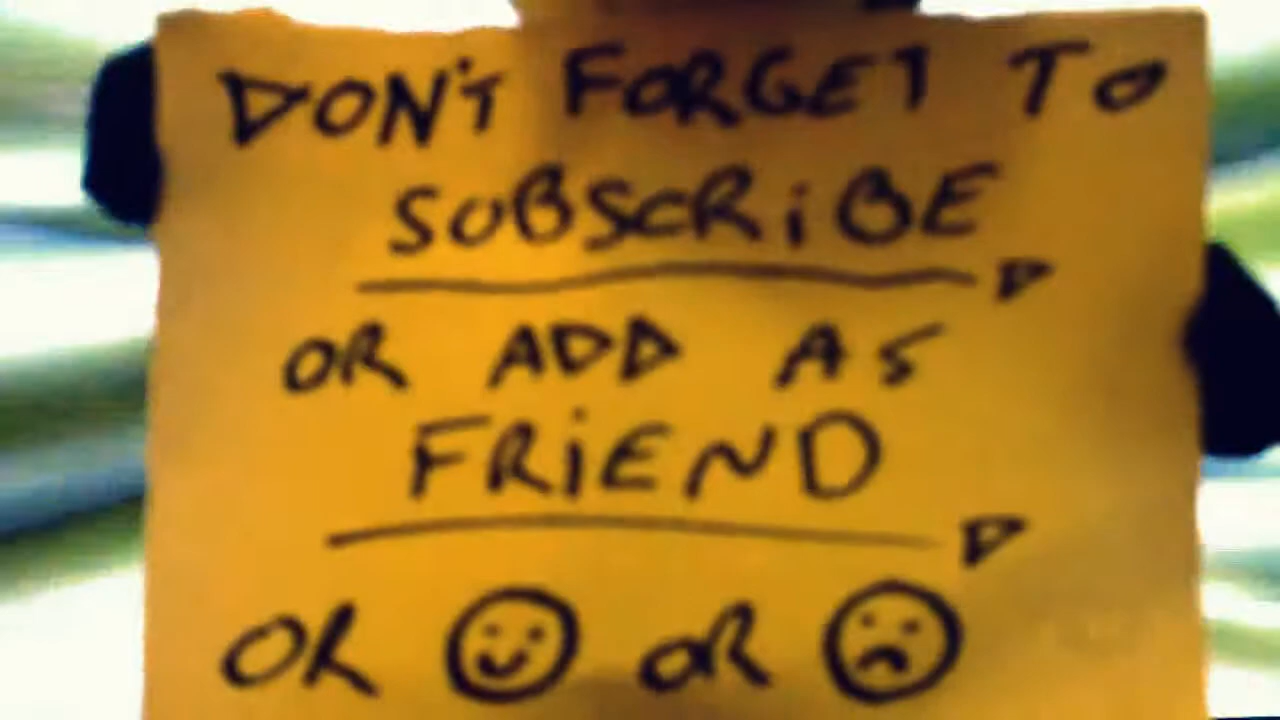 DON'T FORGET TO
SUBSCRIBE
OR ADD AS
FRIEND
OR OR